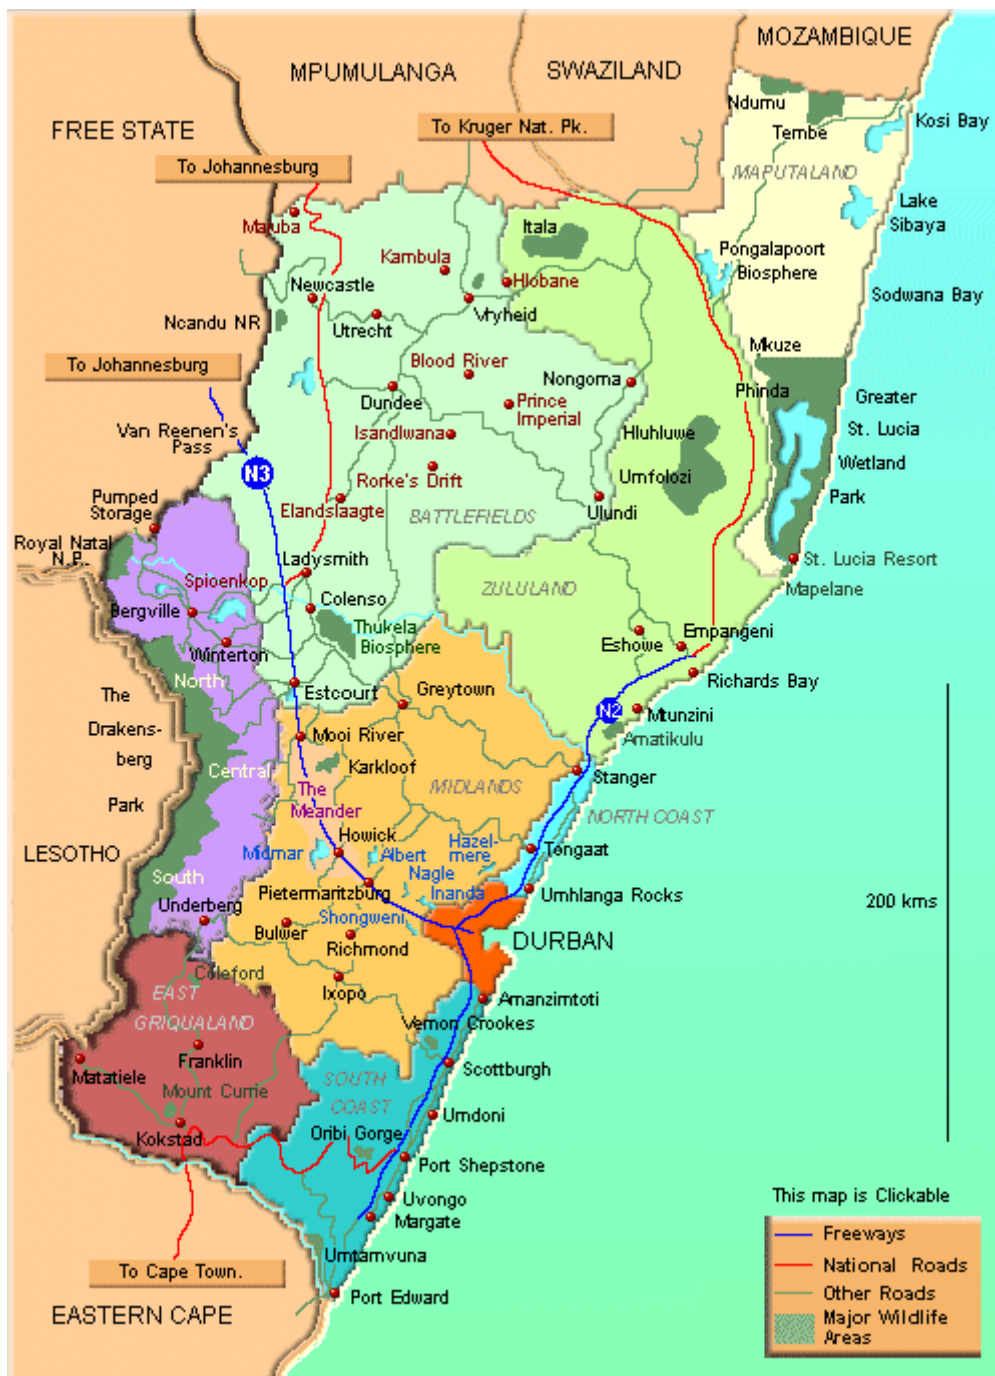 MOZAMBIQUE
MPUMULANGA
SWAZILAND
FREE STATE
To Kruger Nat. Pk.
To Johannesburg
Ndumu
Tembe
Kosi Bay
MAPUTALAND
Lake
Sibaya
Majuba
Itala
Kambula
Hlobane
Pongalapoort
Biosphere
Newcastle
Vryheid
Sodwana Bay
Ncandu NR
Utrecht
To Johannesburg
Blood River
Mkuze
Nongoma
Phinda
Dundee
Prince
Imperial
Greater
St. Lucia
Wetland
Park
Van Reenen's
Pass
Isandlwana
Hluhluwe
N3
Rorke's Drift
Umfolozi
Pumped
Storage
Elandslaagte
BATTLEFIELDS
Ulundi
Royal Natal
N.P.
Ladysmith
St. Lucia Resort
Spioenkop
ZULULAND
Mapelane
Bergville
Colenso
Thukela
Biosphere
Empangeni
Eshowe
Winterton
North
Estcourt
Greytown
Richards Bay
The
Drakens-
berg
Park
N2
Mtunzini
Mooi River
Amatikulu
Central
Karkloof
Stanger
The
Meander
MIDLANDS
NORTH COAST
Howick
LESOTHO
Midmar
Albert
Hazel-
mere
Tongaat
Nagle
South
Pietermaritzburg
Inanda
Umhlanga Rocks
200 kms
Underberg
Shongweni
Bulwer
Richmond
DURBAN
Coleford
Ixopo
EAST
GRIQUALAND
Amanzimtoti
Vernon Crookes
Franklin
Scottburgh
Matatiele
Mount Currie
SOUTH
COAST
Umdoni
Kokstad
Oribi Gorge
Port Shepstone
Uvongo
This map is Clickable
Margate
Freeways
Umtamvuna
National Roads
To Cape Town.
Other Roads
Port Edward
Major Wildlife
Areas
EASTERN CAPE